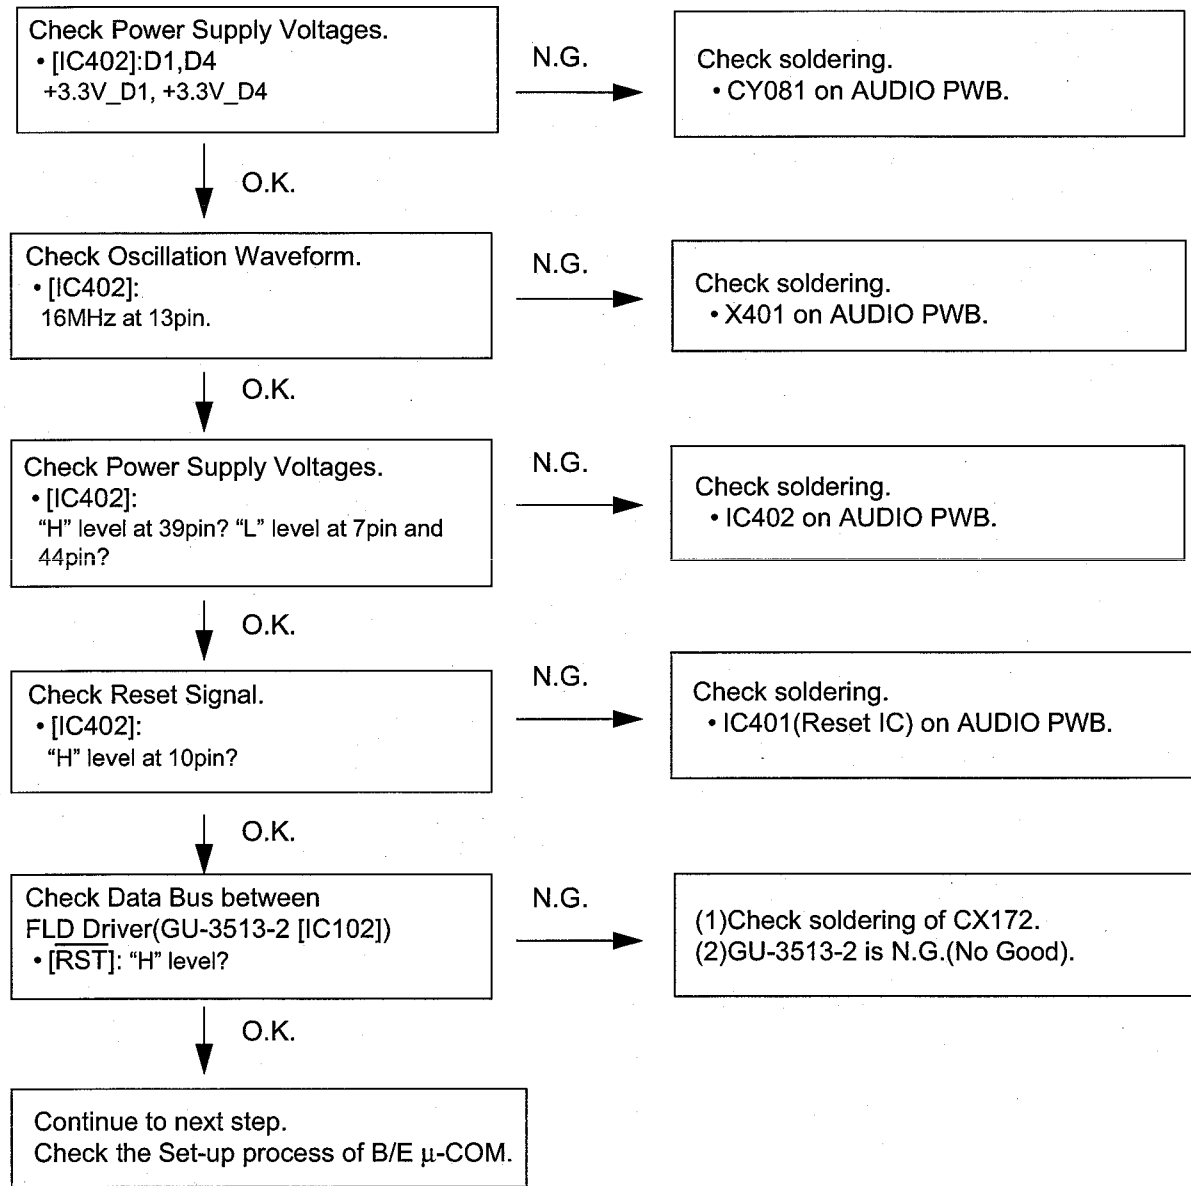 Check Power Supply Voltages.
• [IC402]:D1,D4
+3.3V_D1, +3.3V_D4
N.G.
Check soldering.
• CY081 on AUDIO PWB.
O.K.
Check Oscillation Waveform.
• [IC402]:
16MHz at 13pin.
N.G.
Check soldering.
• X401 on AUDIO PWB.
O.K.
Check Power Supply Voltages.
• [IC402]:
“H” level at 39pin? “L” level at 7pin and
44pin?
N.G.
Check soldering.
• IC402 on AUDIO PWB.
O.K.
Check Reset Signal.
• [IC402]:
“H” level at 10pin?
N.G.
Check soldering.
• IC401(Reset IC) on AUDIO PWB.
O.K.
Check Data Bus between
FLD Driver(GU-3513-2 [IC102])
• [R̅S̅T̅]: “H” level?
N.G.
(1)Check soldering of CX172.
(2)GU-3513-2 is N.G.(No Good).
O.K.
Continue to next step.
Check the Set-up process of B/E μ-COM.